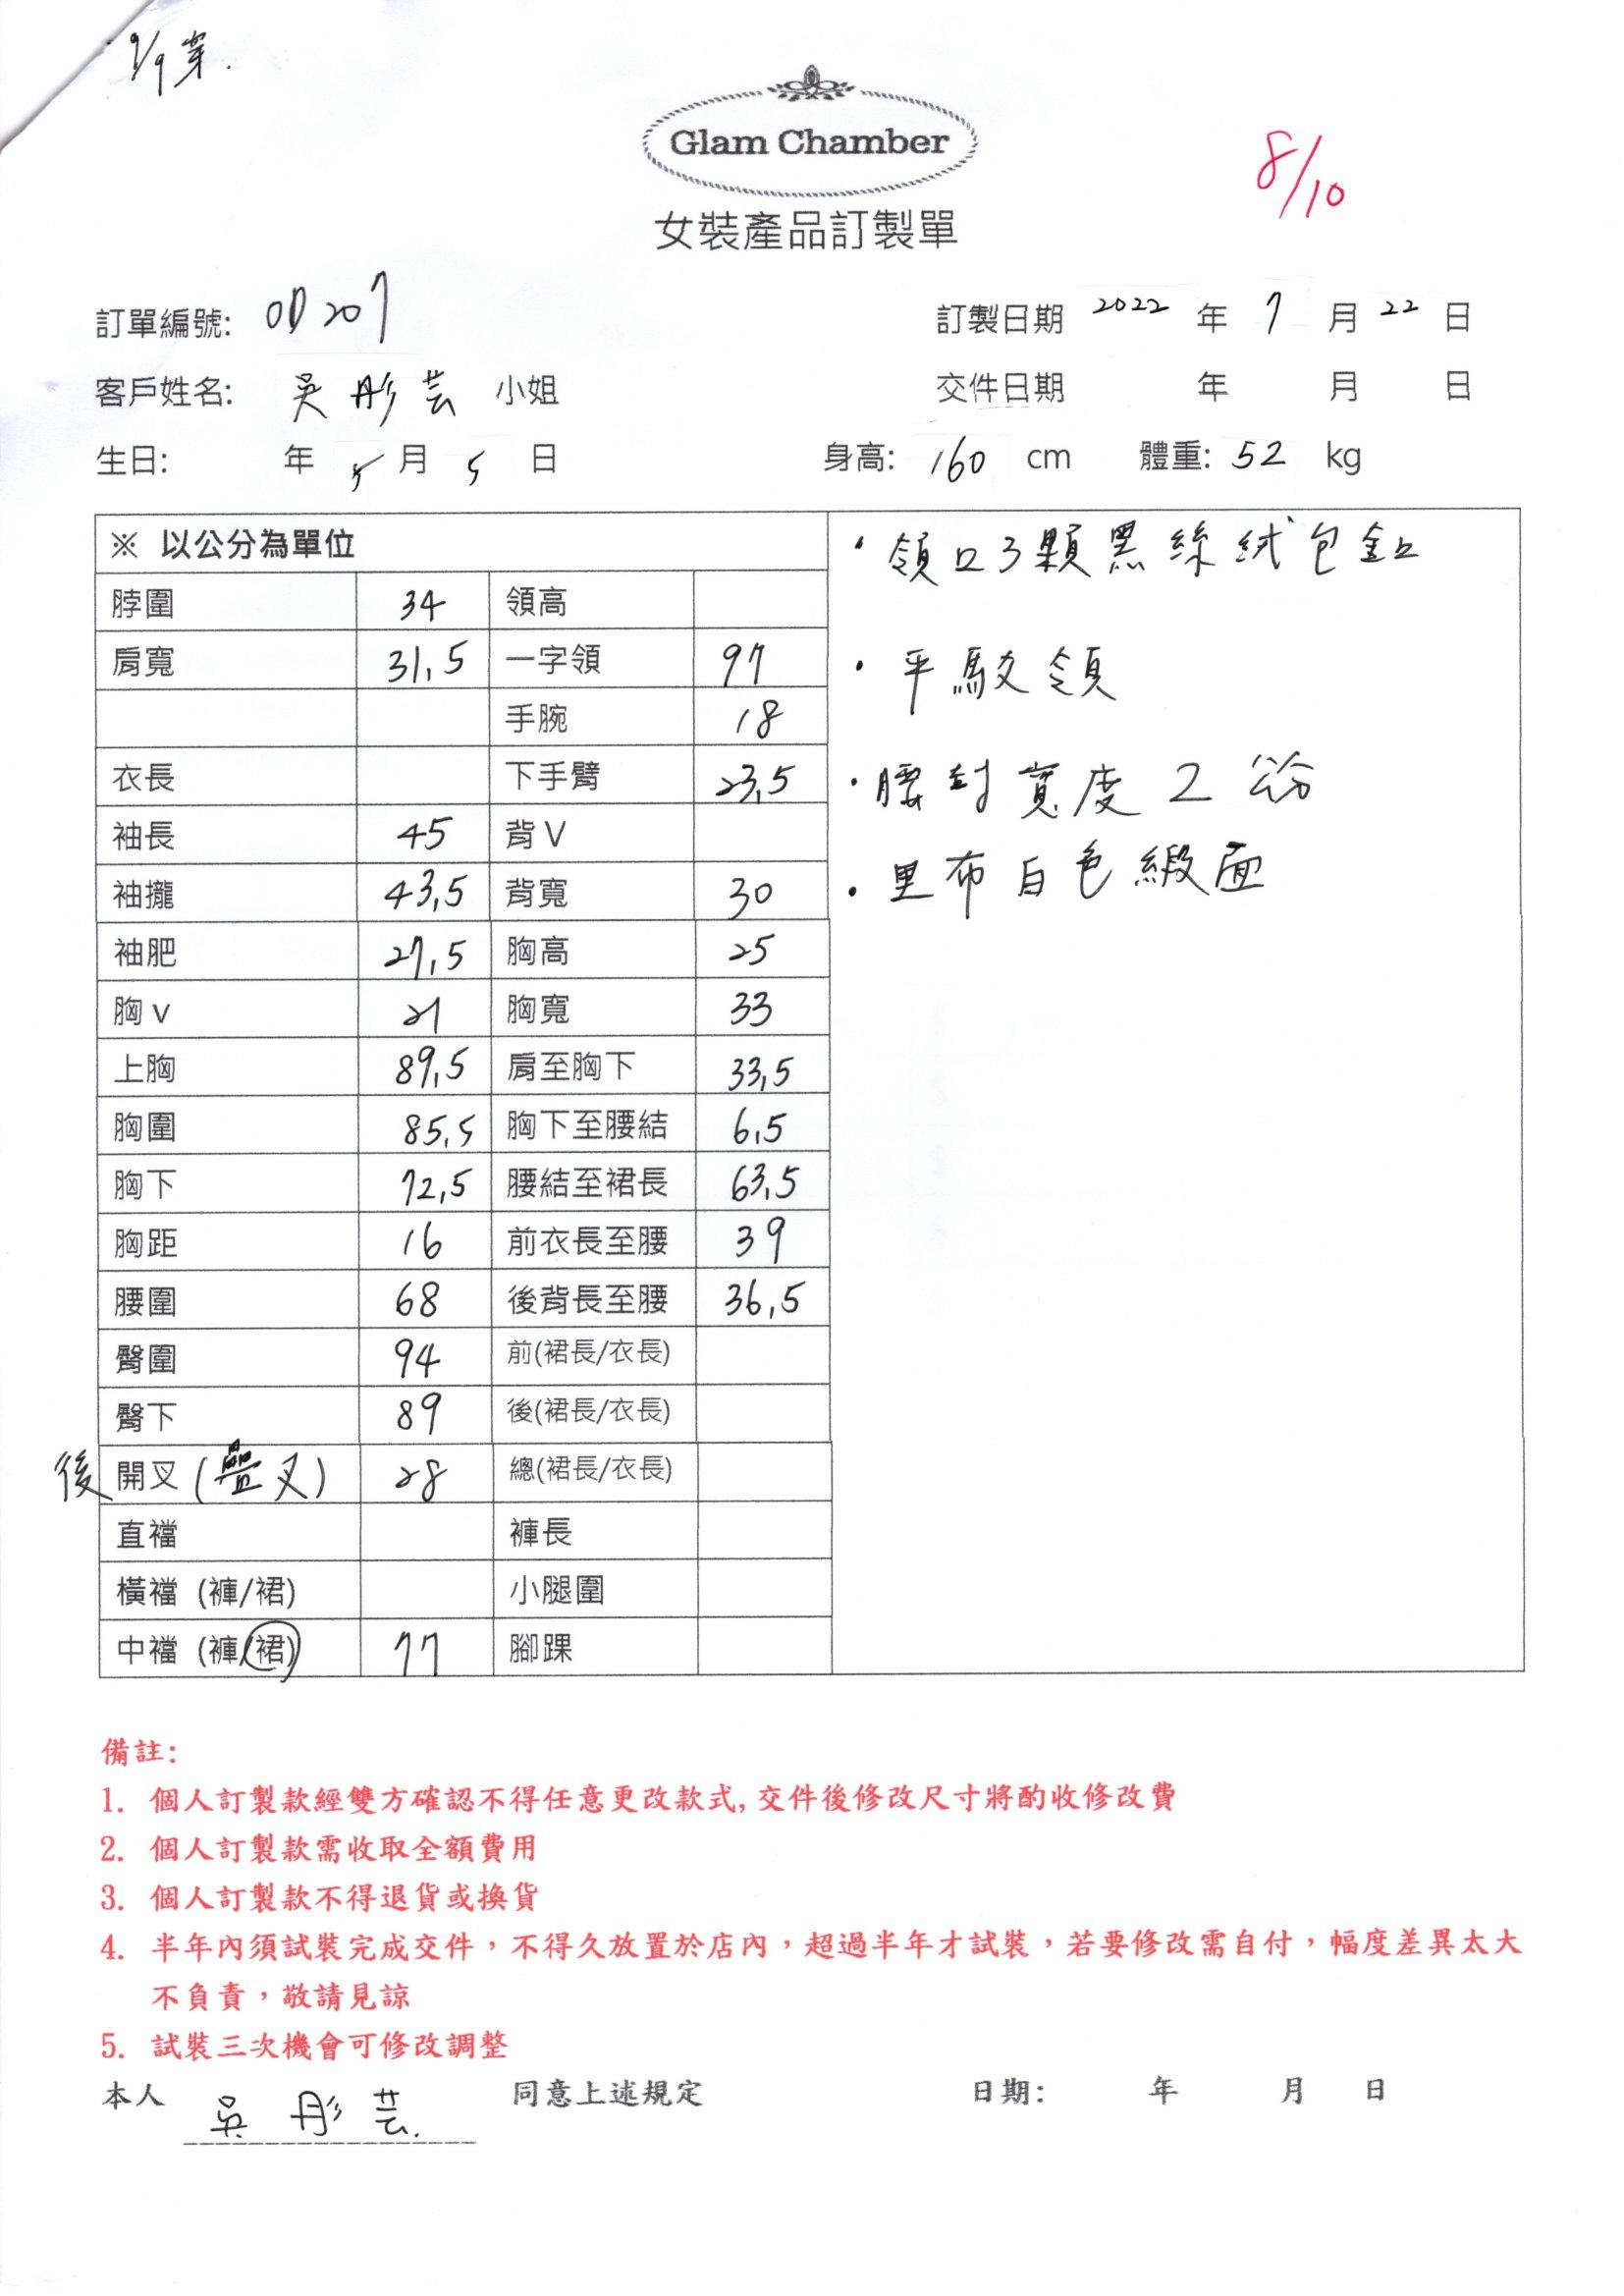 9/9 穿.
Glam Chamber
8/10
女裝產品訂製單
訂單編號: OD207 訂製日期 2022 年 7 月 22 日
客戶姓名: 吳彤芸 小姐 交件日期 年 月 日
生日: 年 5 月 5 日 身高: 160 cm 體重: 52 kg
※ 以公分為單位
脖圍 34 領高
肩寬 31,5 一字領 97
手腕 18
衣長 下手臂 23,5
袖長 45 背V
袖攏 43,5 背寬 30
袖肥 27,5 胸高 25
胸v 21 胸寬 33
上胸 89,5 肩至胸下 33,5
胸圍 85,5 胸下至腰結 6,5
胸下 72,5 腰結至裙長 63,5
胸距 16 前衣長至腰 39
腰圍 68 後背長至腰 36,5
臀圍 94 前(裙長/衣長)
臀下 89 後(裙長/衣長)
後 開叉 (疊叉) 28 總(裙長/衣長)
直襠 褲長
橫襠 (褲/裙) 小腿圍
中襠 (褲/裙) 77 腳踝
· 領口3顆黑絲絨包釦
· 平駁領
· 腰封寬度 2 公分
· 里布白色緞面
備註:
1. 個人訂製款經雙方確認不得任意更改款式, 交件後修改尺寸將酌收修改費
2. 個人訂製款需收取全額費用
3. 個人訂製款不得退貨或換貨
4. 半年內須試裝完成交件，不得久放置於店內，超過半年才試裝，若要修改需自付，幅度差異太大
不負責，敬請見諒
5. 試裝三次機會可修改調整
本人 吳彤芸. 同意上述規定 日期: 年 月 日